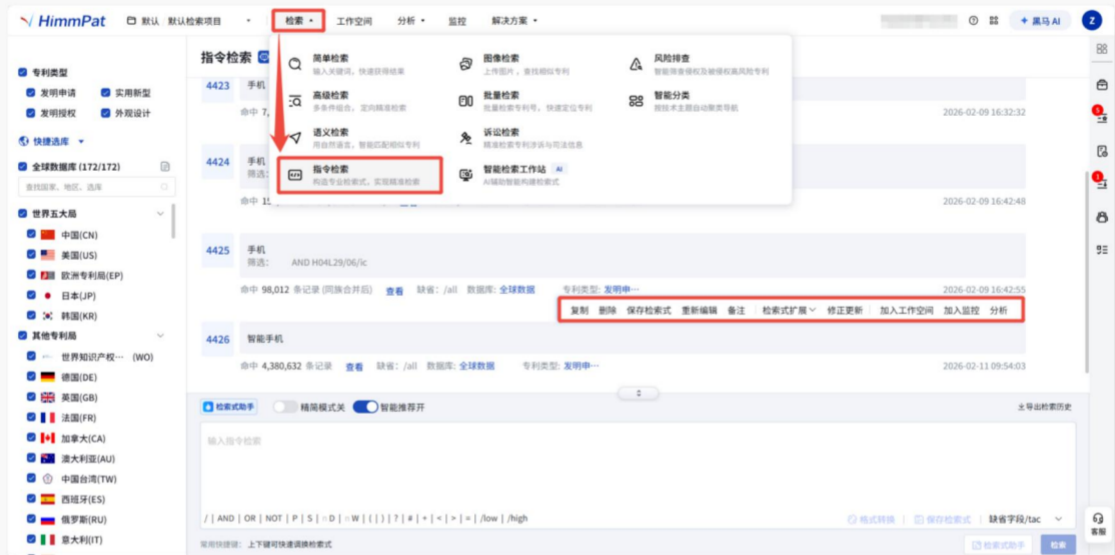 HimmPat
默认
默认检索项目
检索
工作空间
分析
监控
解决方案
黑马 AI
Z
专利类型
发明申请
实用新型
发明授权
外观设计
快捷选库
全球数据库 (172/172)
查找国家、地区、选库
世界五大局
中国(CN)
美国(US)
欧洲专利局(EP)
日本(JP)
韩国(KR)
其他专利局
世界知识产权… (WO)
德国(DE)
英国(GB)
法国(FR)
加拿大(CA)
澳大利亚(AU)
中国台湾(TW)
西班牙(ES)
俄罗斯(RU)
意大利(IT)
指令检索
简单检索
输入关键词，快速获得结果
高级检索
多条件组合，定向精准检索
语义检索
用自然语言，智能匹配相似专利
指令检索
构造专业检索式，实现精准检索
图像检索
上传图片，查找相似专利
批量检索
批量检索专利号，快速定位专利
诉讼检索
精准检索专利涉诉与司法信息
智能检索工作站 AI
AI辅助智能构建检索式
风险排查
智能筛查侵权及被侵权高风险专利
智能分类
按技术主题自动聚类导航
4423 手机
命中 7,
2026-02-09 16:32:32
4424 手机
筛选:
命中
2026-02-09 16:42:48
4425 手机
筛选: AND H04L29/06/ic
命中 98,012 条记录 (同族合并后) 查看 缺省: /all 数据库: 全球数据 专利类型: 发明申…
2026-02-09 16:42:55
复制 删除 保存检索式 重新编辑 备注 检索式扩展 修正更新 加入工作空间 加入监控 分析
4426 智能手机
命中 4,380,632 条记录 查看 缺省: /all 数据库: 全球数据 专利类型: 发明申…
2026-02-11 09:54:03
检索式助手 精简模式关 智能推荐开
导出检索历史
输入指令检索
/ | AND | OR | NOT | P | S | = D | = W | ( | ) | ? | # | + | < | > | = | /low | /high
格式转换 | 保存检索式 | 缺省字段/tac
常用快捷键: 上下键可快速调换检索式
检索式助手
检索
5
1
客服